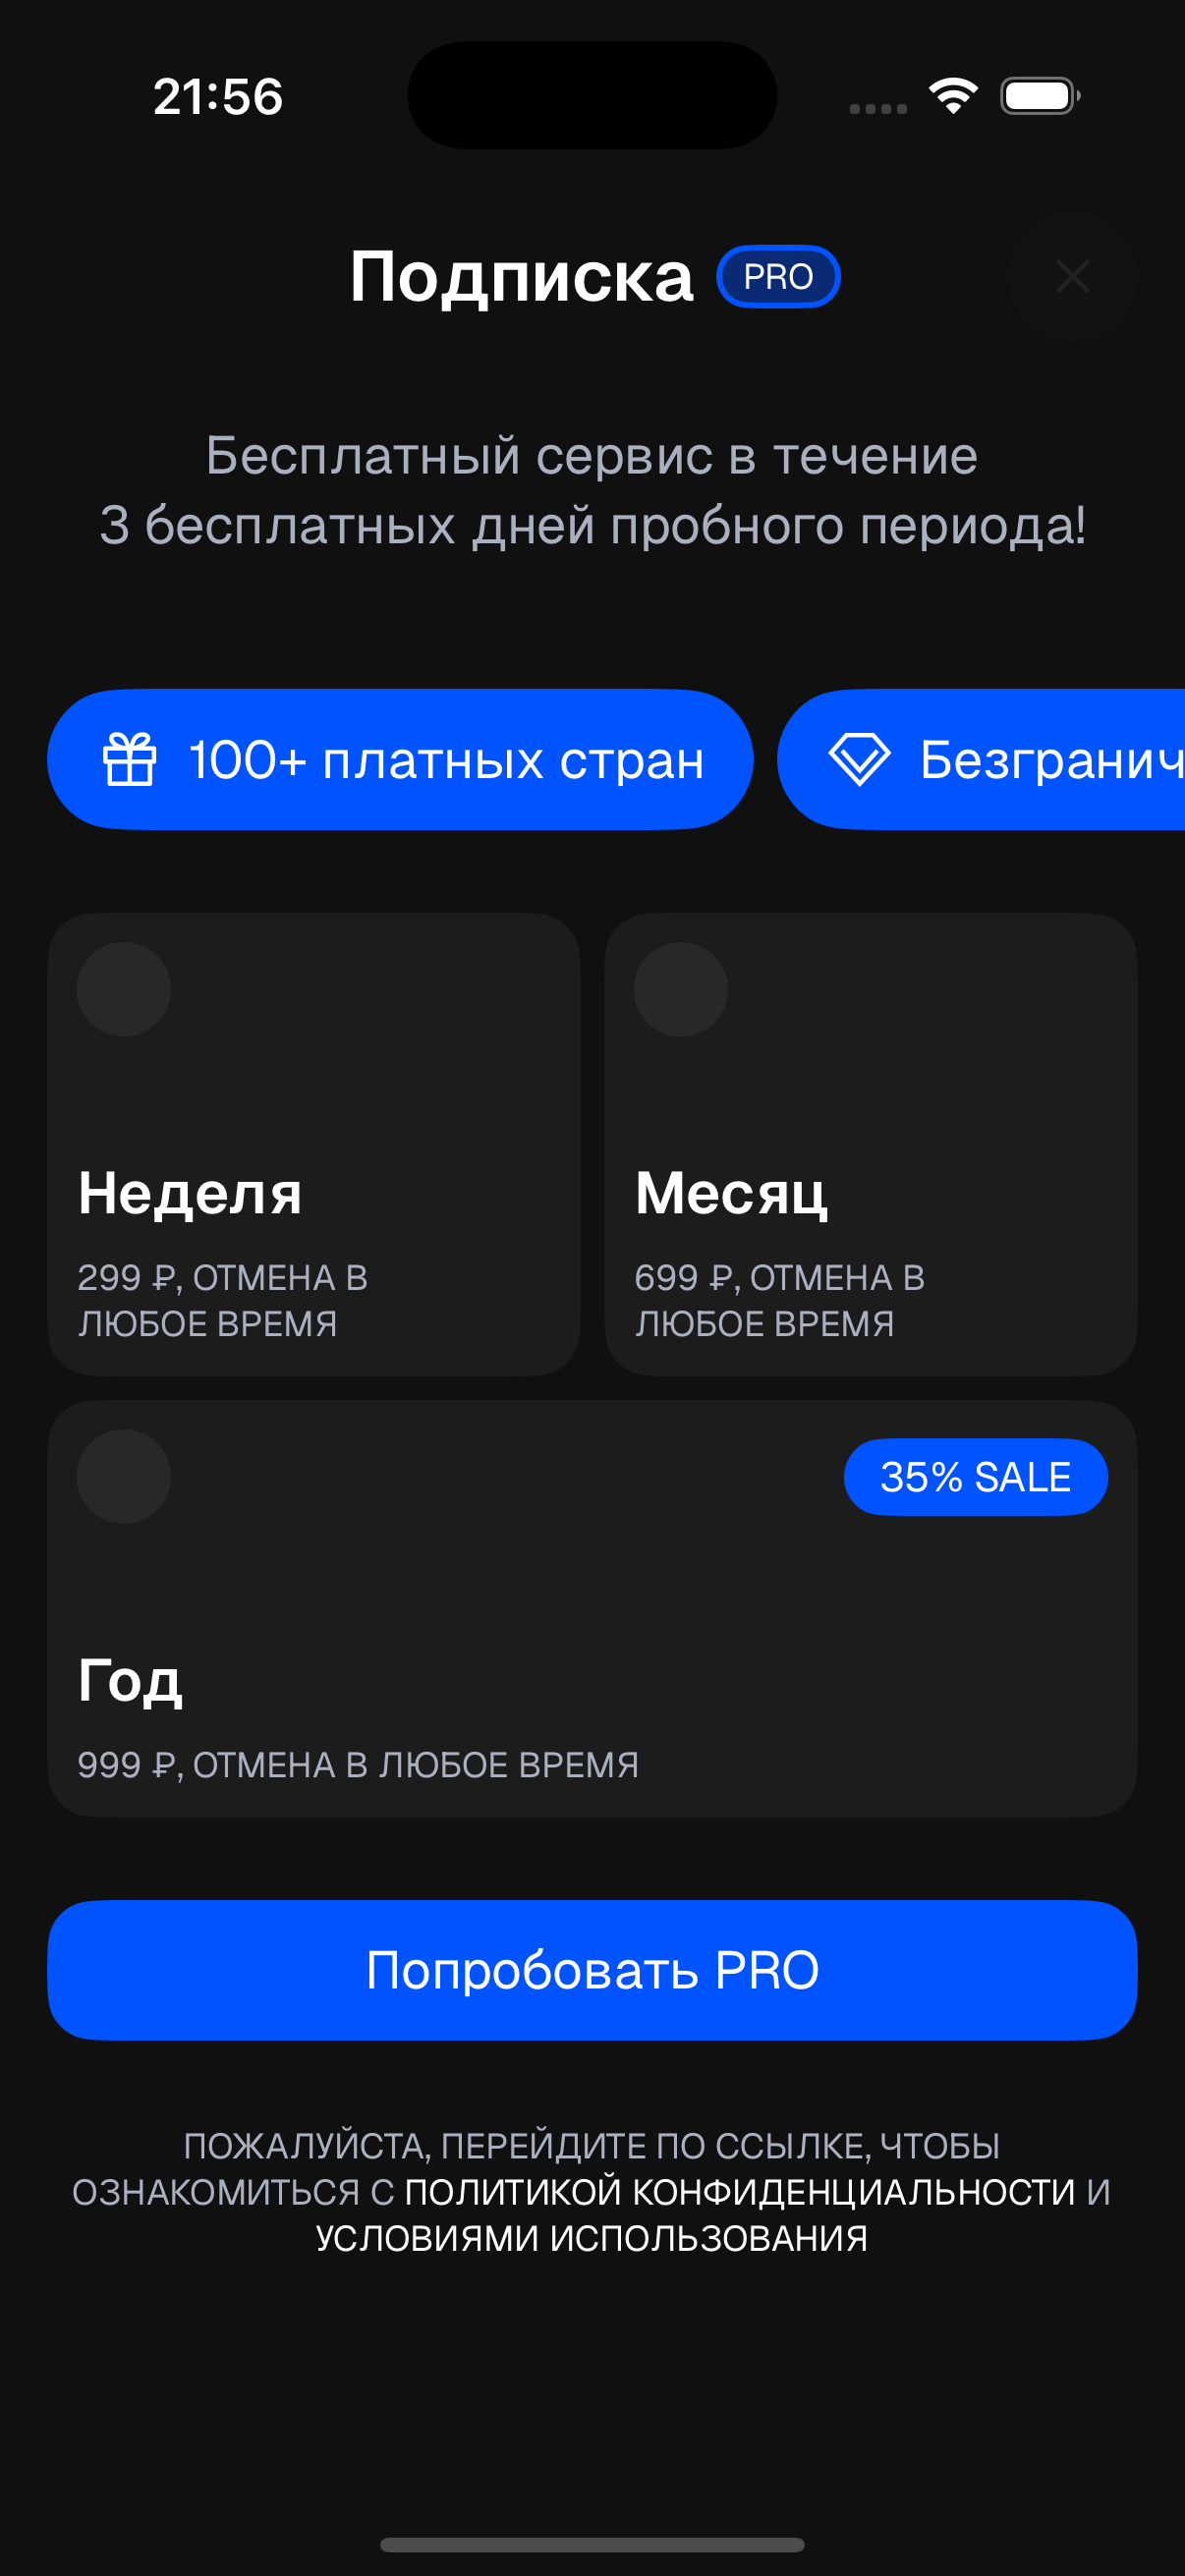 21:56
Подписка PRO
Бесплатный сервис в течение
3 бесплатных дней пробного периода!
100+ платных стран
Безгранич
Неделя
299 ₽, ОТМЕНА В
ЛЮБОЕ ВРЕМЯ
Месяц
699 ₽, ОТМЕНА В
ЛЮБОЕ ВРЕМЯ
35% SALE
Год
999 ₽, ОТМЕНА В ЛЮБОЕ ВРЕМЯ
Попробовать PRO
ПОЖАЛУЙСТА, ПЕРЕЙДИТЕ ПО ССЫЛКЕ, ЧТОБЫ
ОЗНАКОМИТЬСЯ С ПОЛИТИКОЙ КОНФИДЕНЦИАЛЬНОСТИ И
УСЛОВИЯМИ ИСПОЛЬЗОВАНИЯ